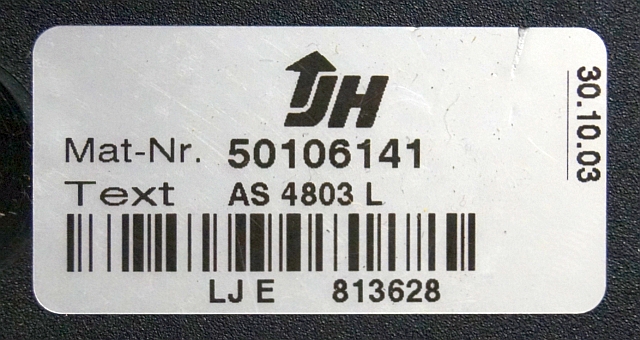 JH
Mat-Nr. 50106141
Text AS 4803 L
LJ E 813628
30.10.03